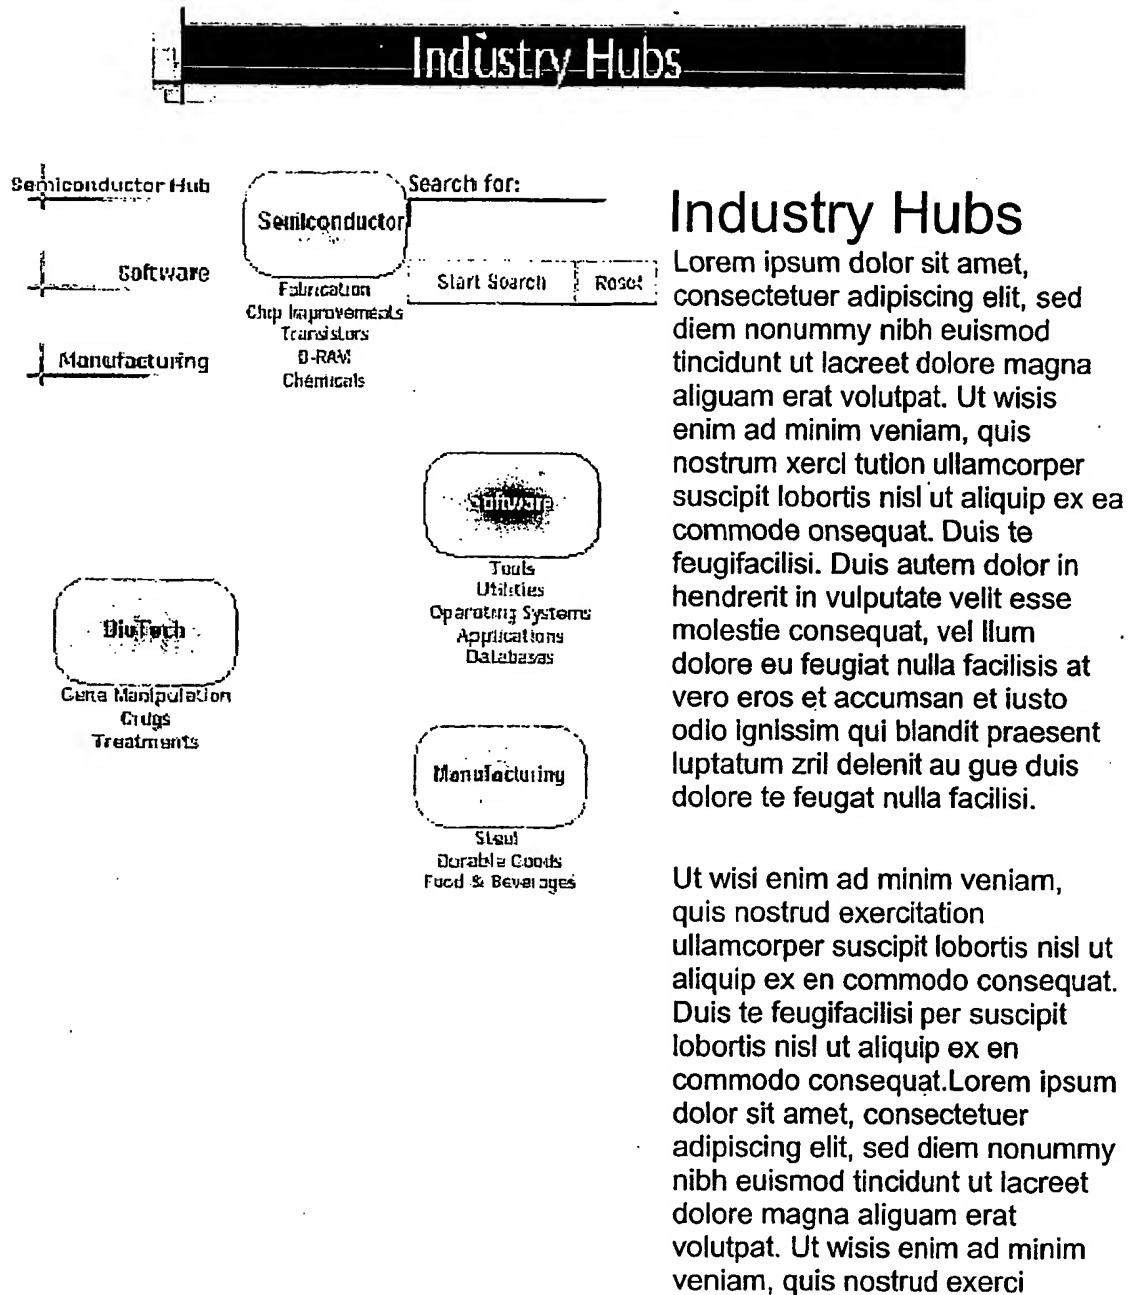 Industry Hubs
Semiconductor Hub
Software
Manufacturing
Semiconductor
Fabrication
Chip Improvements
Transistors
D-RAM
Chemicals
Search for:
Start Search Reset
Software
Tools
Utilities
Operating Systems
Applications
Databases
BioTech
Gene Manipulation
Drugs
Treatments
Manufacturing
Steel
Durable Goods
Food & Beverages
Industry Hubs
Lorem ipsum dolor sit amet,
consectetuer adipiscing elit, sed
diem nonummy nibh euismod
tincidunt ut lacreet dolore magna
aliguam erat volutpat. Ut wisis
enim ad minim veniam, quis
nostrum xerci tution ullamcorper
suscipit lobortis nisl ut aliquip ex ea
commode onsequat. Duis te
feugifacilisi. Duis autem dolor in
hendrerit in vulputate velit esse
molestie consequat, vel llum
dolore eu feugiat nulla facilisis at
vero eros et accumsan et iusto
odio ignissim qui blandit praesent
luptatum zril delenit au gue duis
dolore te feugat nulla facilisi.
Ut wisi enim ad minim veniam,
quis nostrud exercitation
ullamcorper suscipit lobortis nisl ut
aliquip ex en commodo consequat.
Duis te feugifacilisi per suscipit
lobortis nisl ut aliquip ex en
commodo consequat.Lorem ipsum
dolor sit amet, consectetuer
adipiscing elit, sed diem nonummy
nibh euismod tincidunt ut lacreet
dolore magna aliguam erat
volutpat. Ut wisis enim ad minim
veniam, quis nostrud exerci